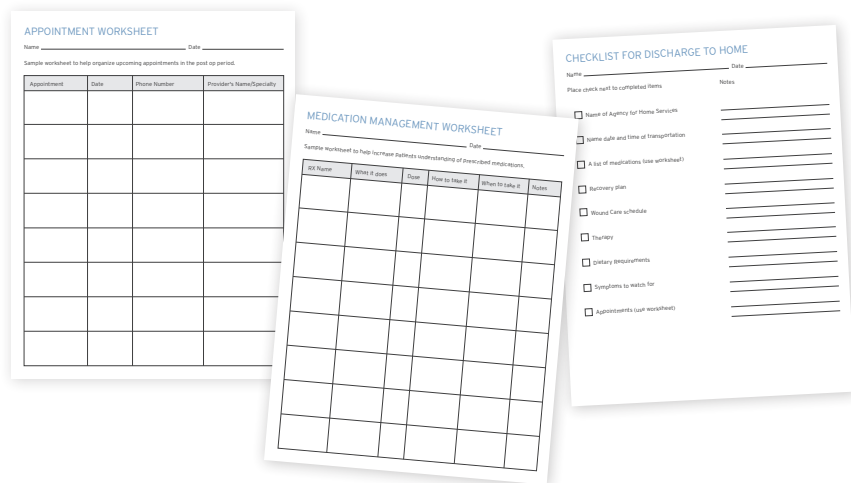 APPOINTMENT WORKSHEET
Name Date
Sample worksheet to help organize upcoming appointments in the post op period.
Appointment Date Phone Number Provider's Name/Specialty
MEDICATION MANAGEMENT WORKSHEET
Name Date
Sample worksheet to help increase patients understanding of prescribed medications.
RX Name What it does Dose How to take it When to take it Notes
CHECKLIST FOR DISCHARGE TO HOME
Name Date
Place check next to completed items Notes
Name of Agency for Home Services
Name date and time of transportation
A list of medications (use worksheet)
Recovery plan
Wound Care schedule
Therapy
Dietary Requirements
Symptoms to watch for
Appointments (use worksheet)